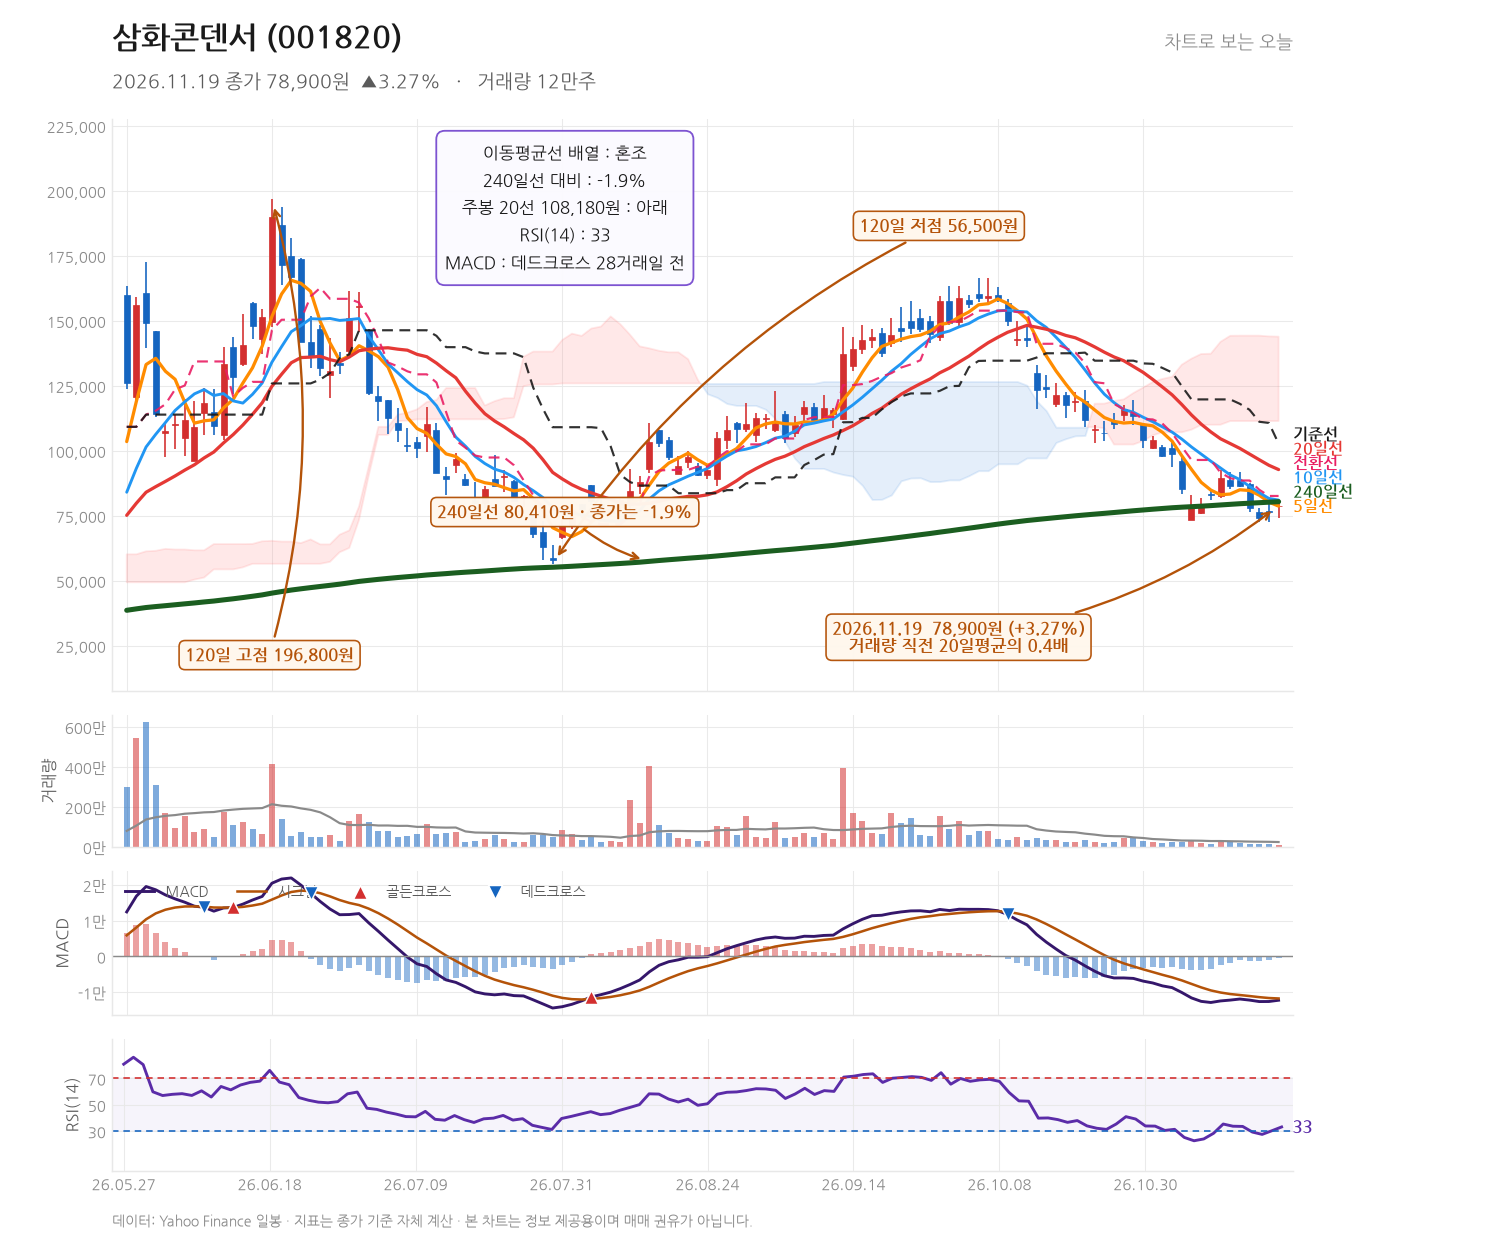 삼화콘덴서 (001820)
차트로 보는 오늘
2026.11.19 종가 78,900원 ▲3.27% · 거래량 12만주
225,000
200,000
175,000
150,000
125,000
100,000
75,000
50,000
25,000
이동평균선 배열 : 혼조
240일선 대비 : -1.9%
주봉 20선 108,180원 : 아래
RSI(14) : 33
MACD : 데드크로스 28거래일 전
120일 저점 56,500원
240일선 80,410원 · 종가는 -1.9%
120일 고점 196,800원
2026.11.19 78,900원 (+3.27%)
거래량 직전 20일평균의 0.4배
기준선
20일선
전환선
10일선
240일선
5일선
거래량
600만
400만
200만
0만
MACD
2만
1만
0
-1만
MACD
골든크로스
데드크로스
RSI(14)
70
50
30
33
26.05.27
26.06.18
26.07.09
26.07.31
26.08.24
26.09.14
26.10.08
26.10.30
데이터: Yahoo Finance 일봉 · 지표는 종가 기준 자체 계산 · 본 차트는 정보 제공용이며 매매 권유가 아닙니다.